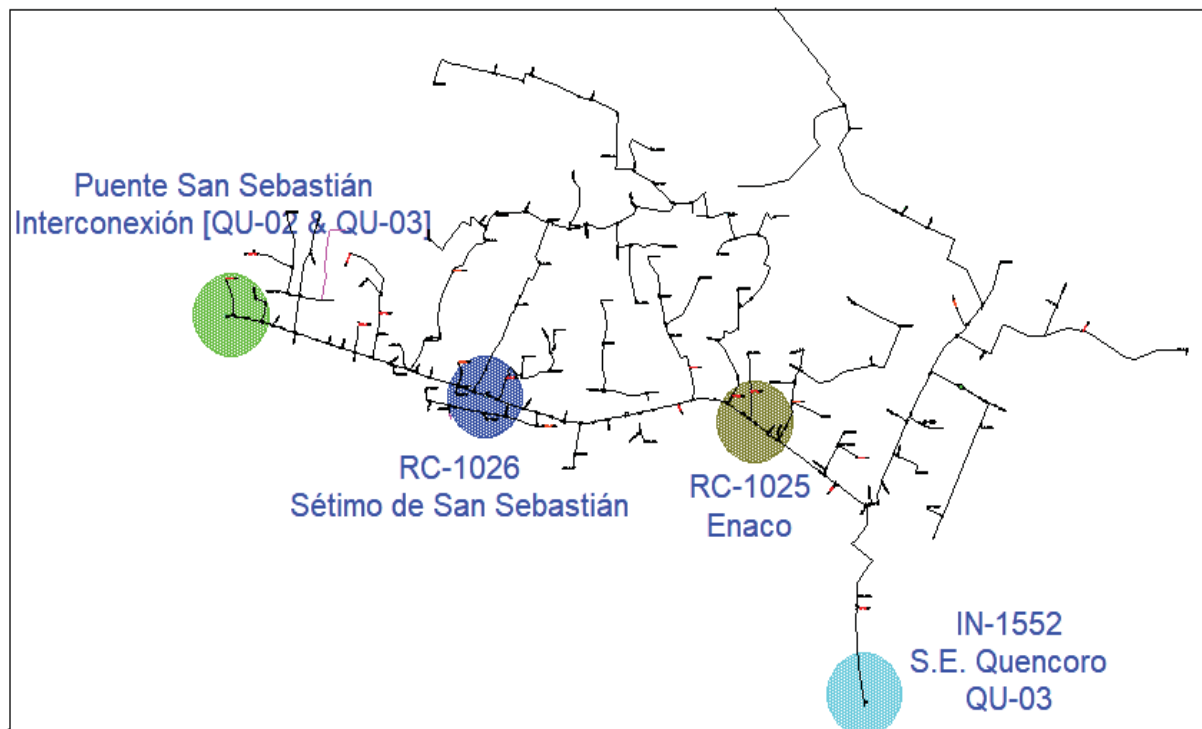 Puente San Sebastián
Interconexión [QU-02 & QU-03]
RC-1026
Sétimo de San Sebastián
RC-1025
Enaco
IN-1552
S.E. Quencoro
QU-03